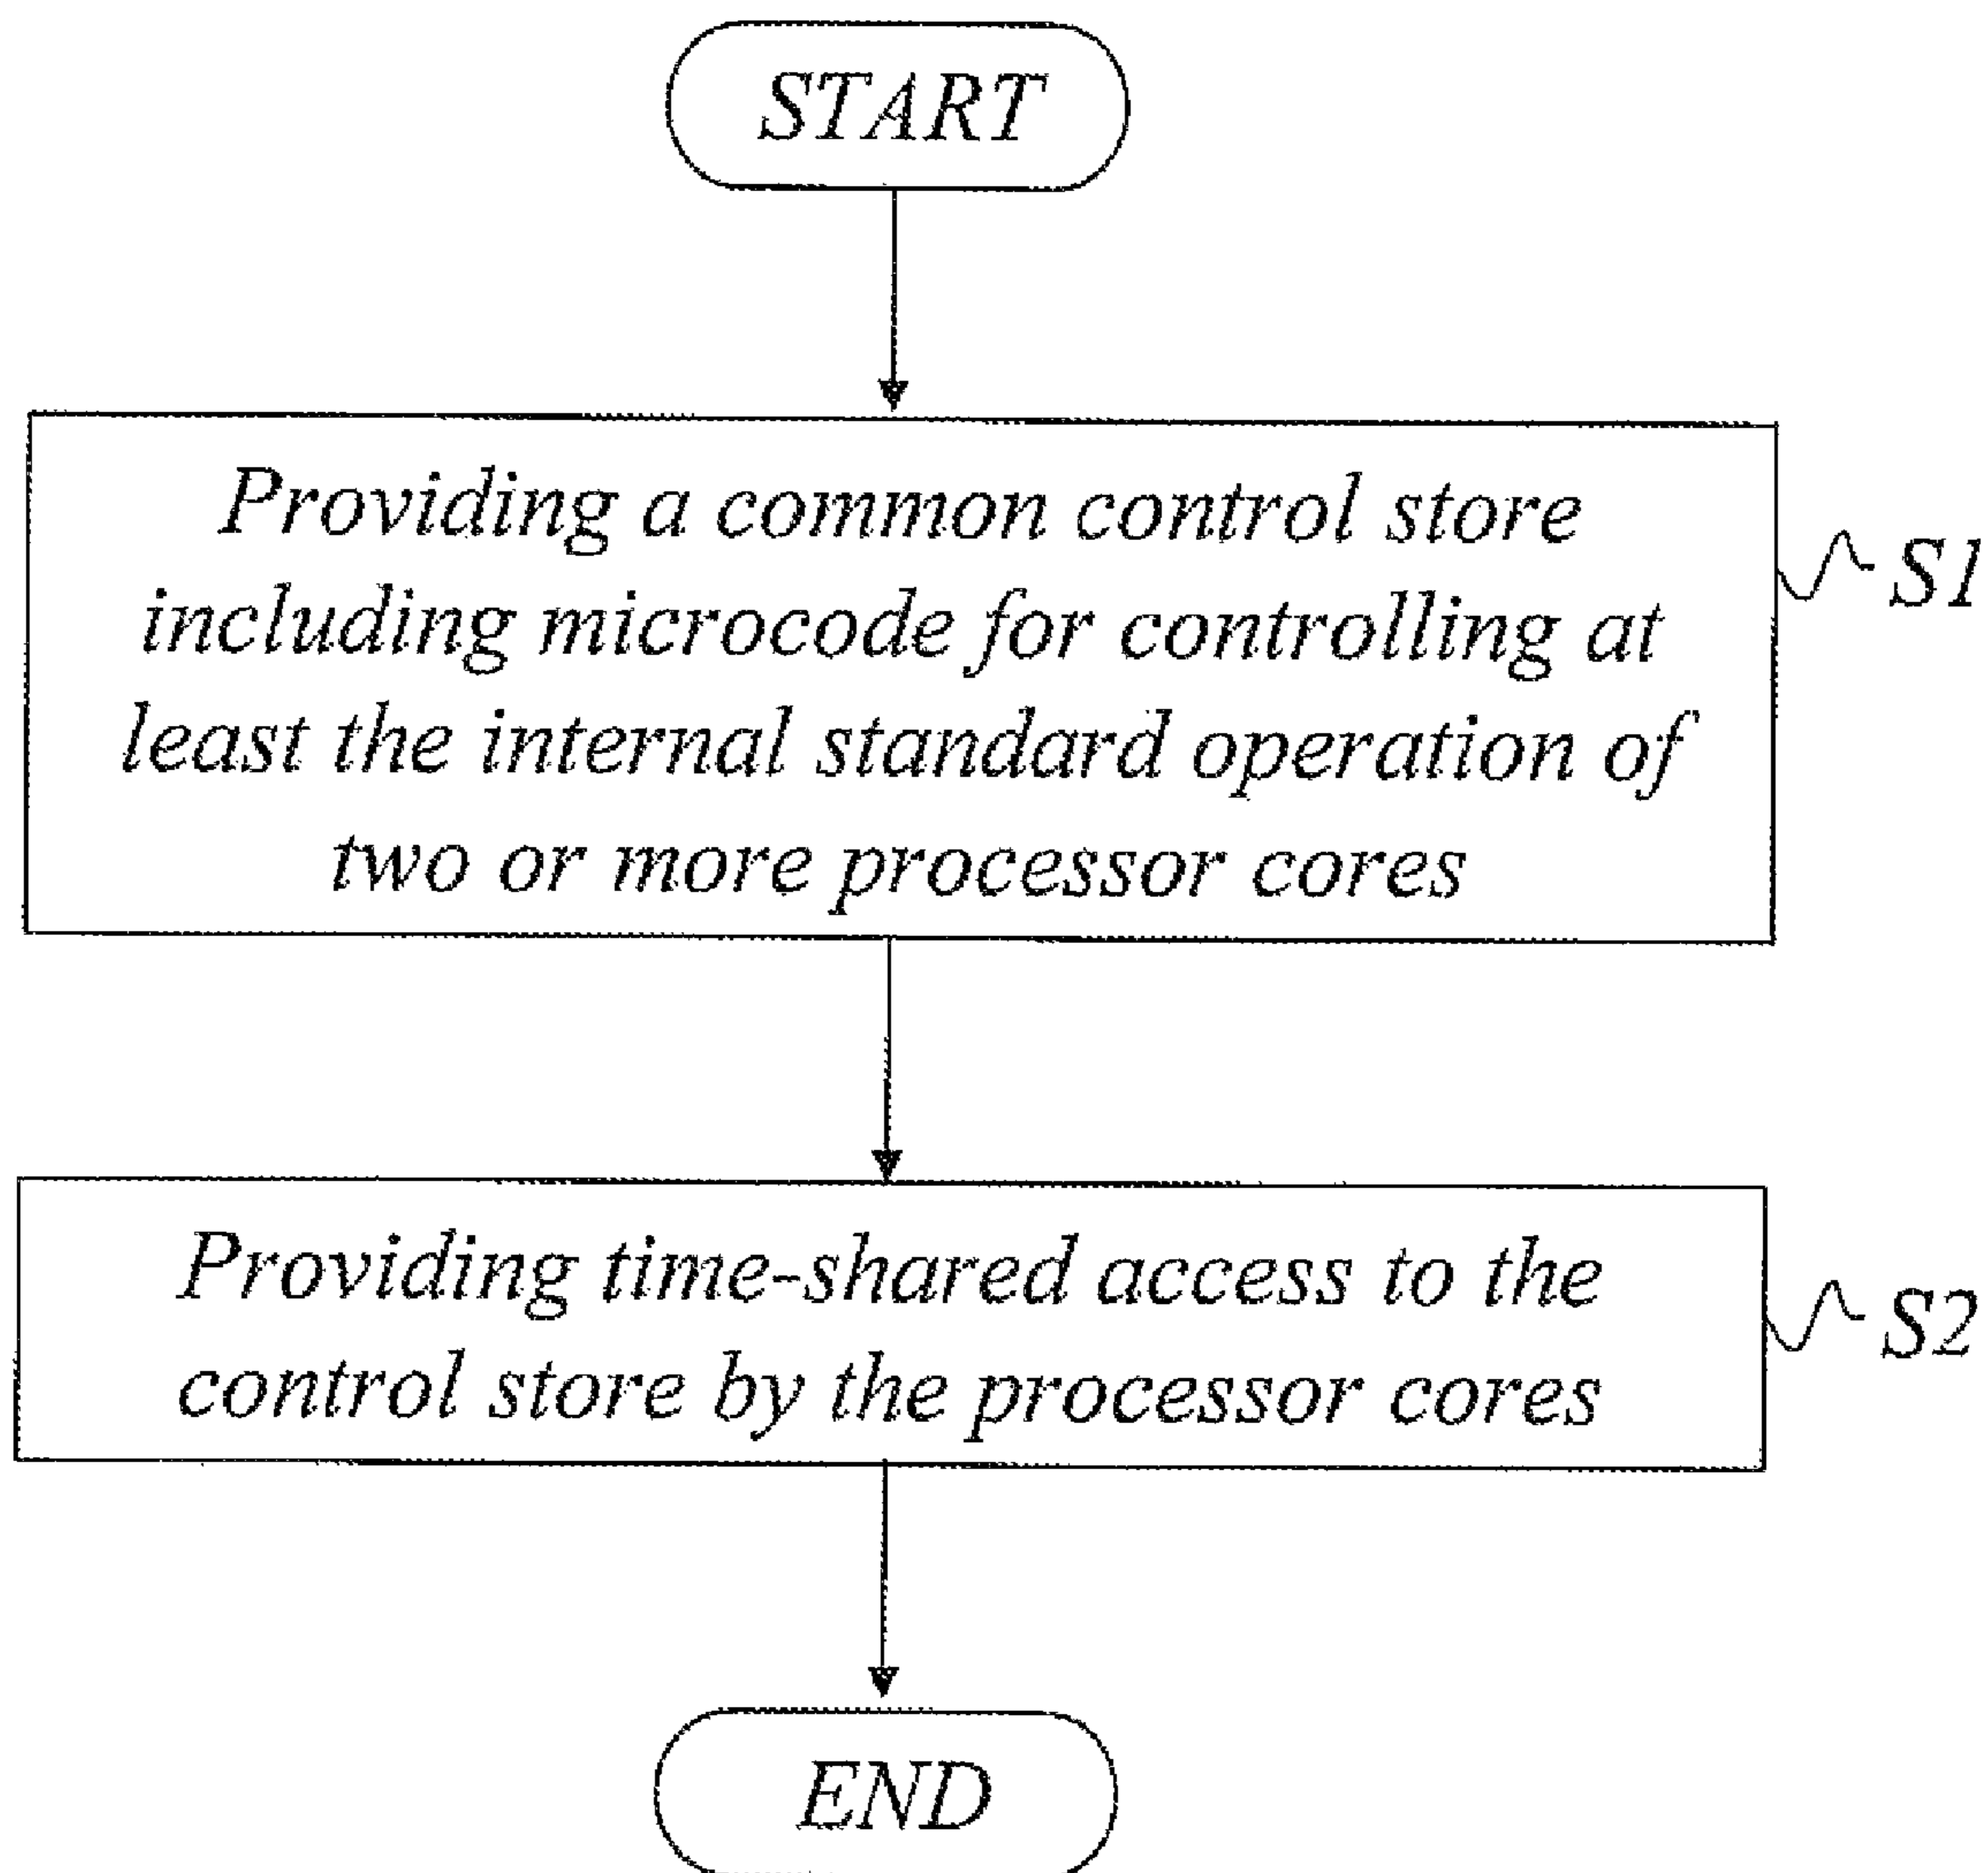 START
Providing a common control store
including microcode for controlling at
least the internal standard operation of
two or more processor cores
S1
Providing time-shared access to the
control store by the processor cores
S2
END